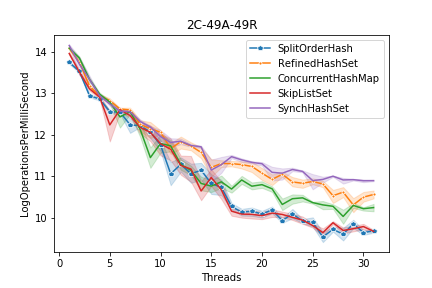 2C-49A-49R
SplitOrderHash
RefinedHashSet
ConcurrentHashMap
SkipListSet
SynchHashSet
LogOperationsPerMilliSecond
14
13
12
11
10
0
5
10
15
20
25
30
Threads